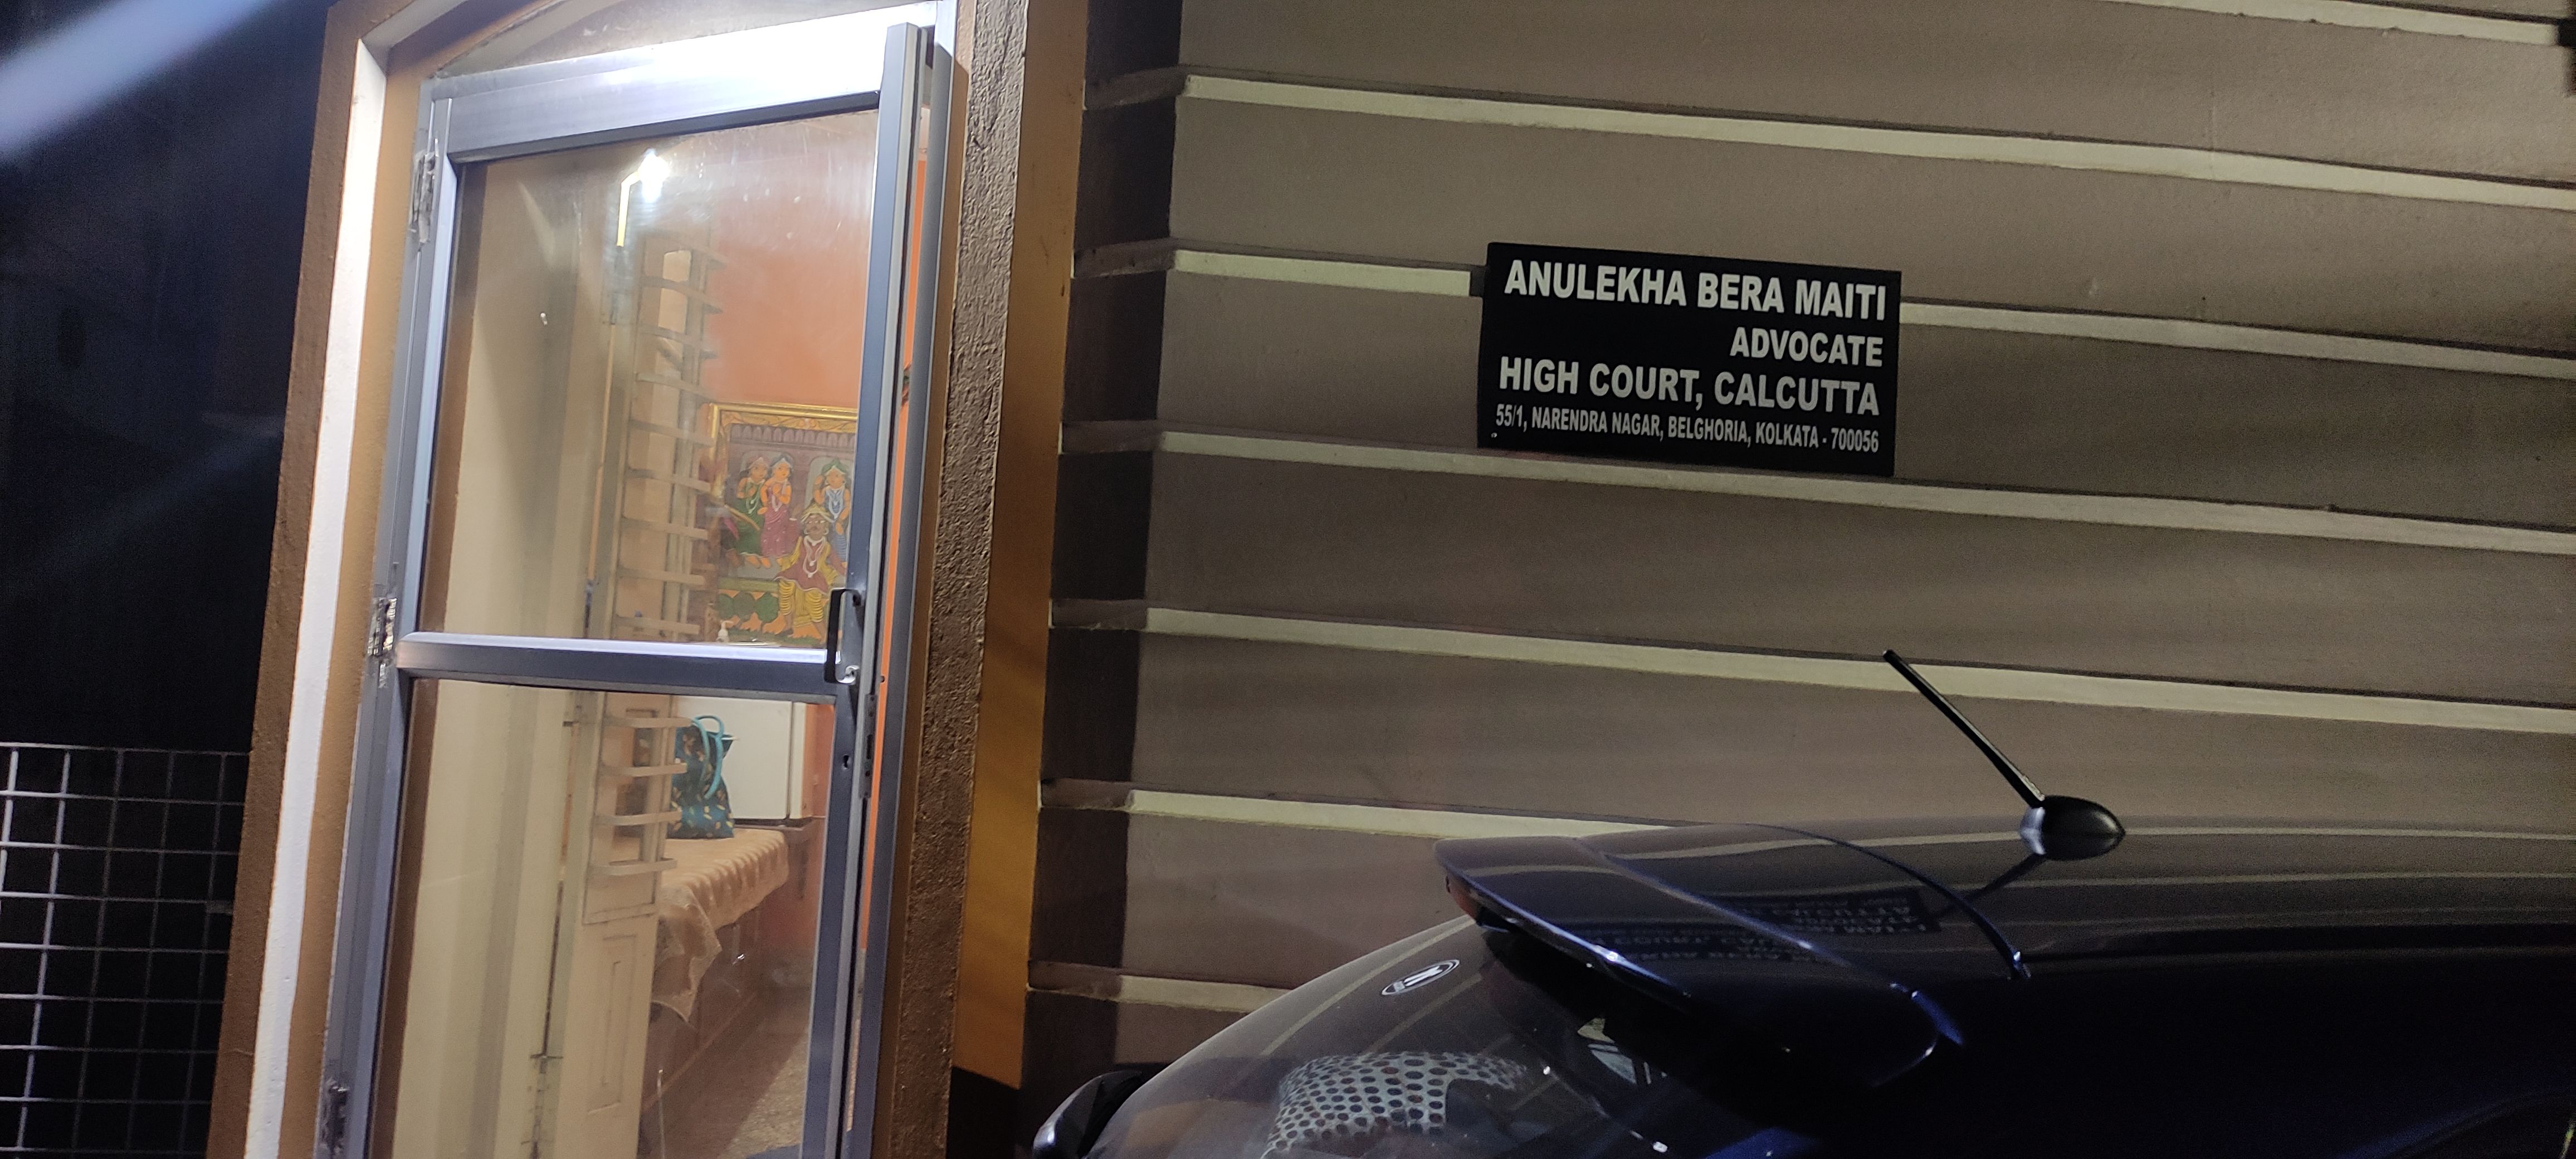 ANULEKHA BERA MAITI
ADVOCATE
HIGH COURT, CALCUTTA
55/1, NARENDRA NAGAR, BELGHORIA, KOLKATA - 700056